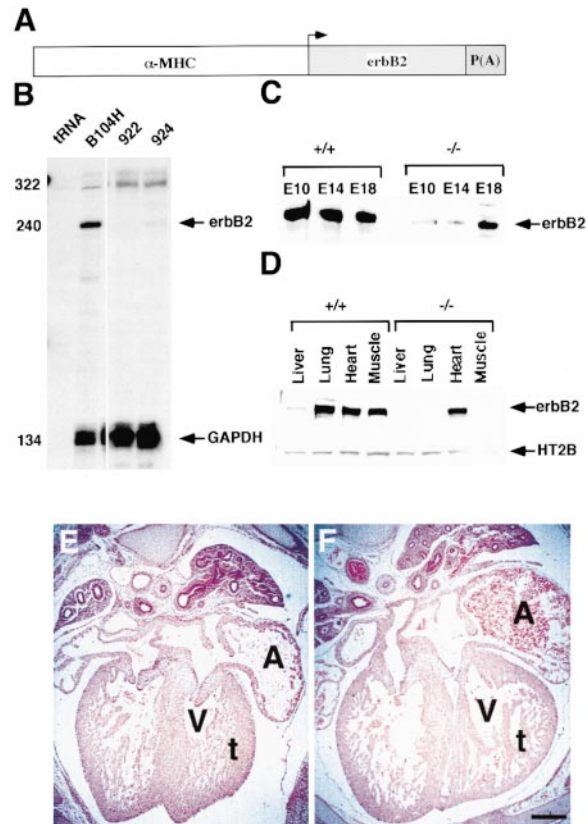 A
α-MHC
erbB2
P(A)
B
tRNA
B104H
922
924
322
240
erbB2
134
GAPDH
C
+/+
-/-
E10 E14 E18
E10 E14 E18
erbB2
D
+/+
-/-
Liver
Lung
Heart
Muscle
Liver
Lung
Heart
Muscle
erbB2
HT2B
E
A
V
t
F
A
V
t